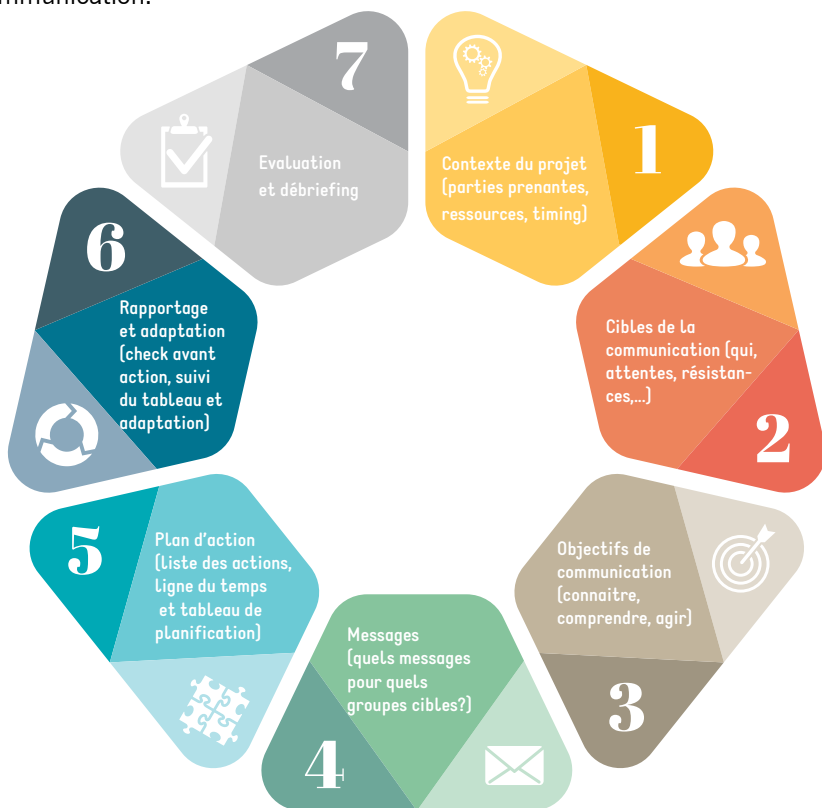 mmunication.
1
Contexte du projet
(parties prenantes,
ressources, timing)
2
Cibles de la
communication (qui,
attentes, résistan-
ces,...)
3
Objectifs de
communication
(connaitre,
comprendre, agir)
4
Messages
(quels messages
pour quels
groupes cibles?)
5
Plan d'action
(liste des actions,
ligne du temps
et tableau de
planification)
6
Rapportage
et adaptation
(check avant
action, suivi
du tableau et
adaptation)
7
Evaluation
et débriefing